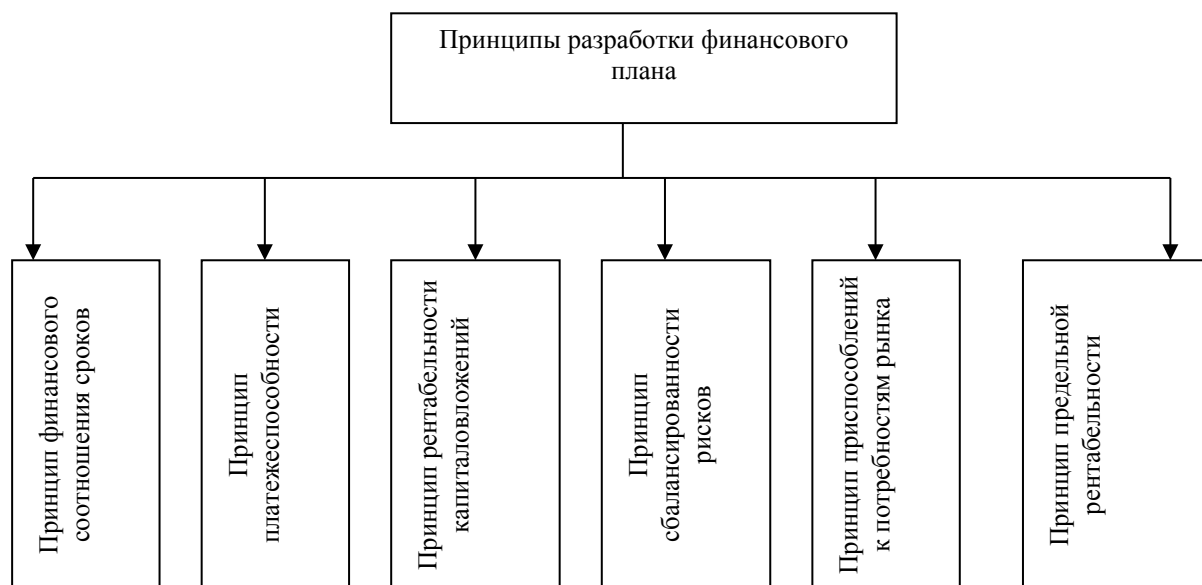 Принципы разработки финансового
плана
Принцип финансового
соотношения сроков
Принцип
платежеспособности
Принцип рентабельности
капиталовложений
Принцип
сбалансированности
рисков
Принцип приспособлений
к потребностям рынка
Принцип предельной
рентабельности